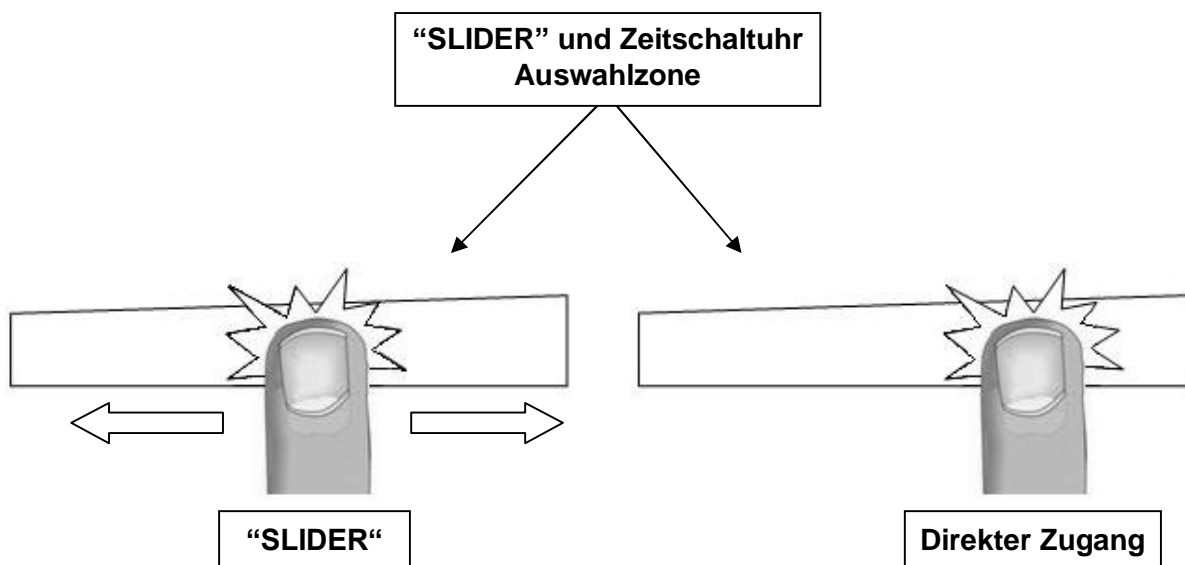 “SLIDER” und Zeitschaltuhr
Auswahlzone
“SLIDER“
Direkter Zugang